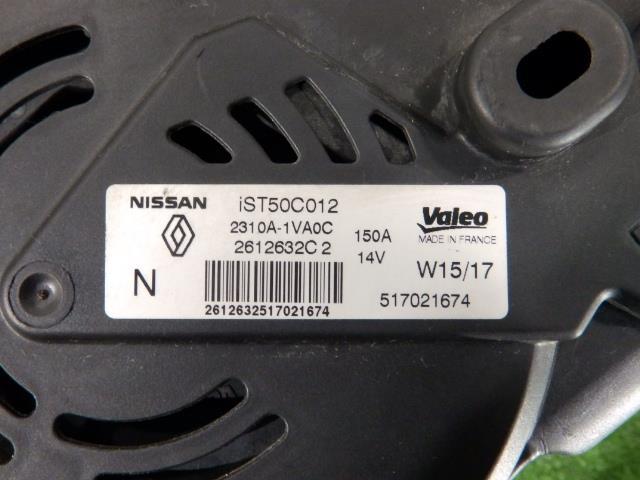 NISSAN iST50C012
2310A-1VA0C
2612632C 2
150A
14V
Valeo
MADE IN FRANCE
N
W15/17
517021674
2612632517021674